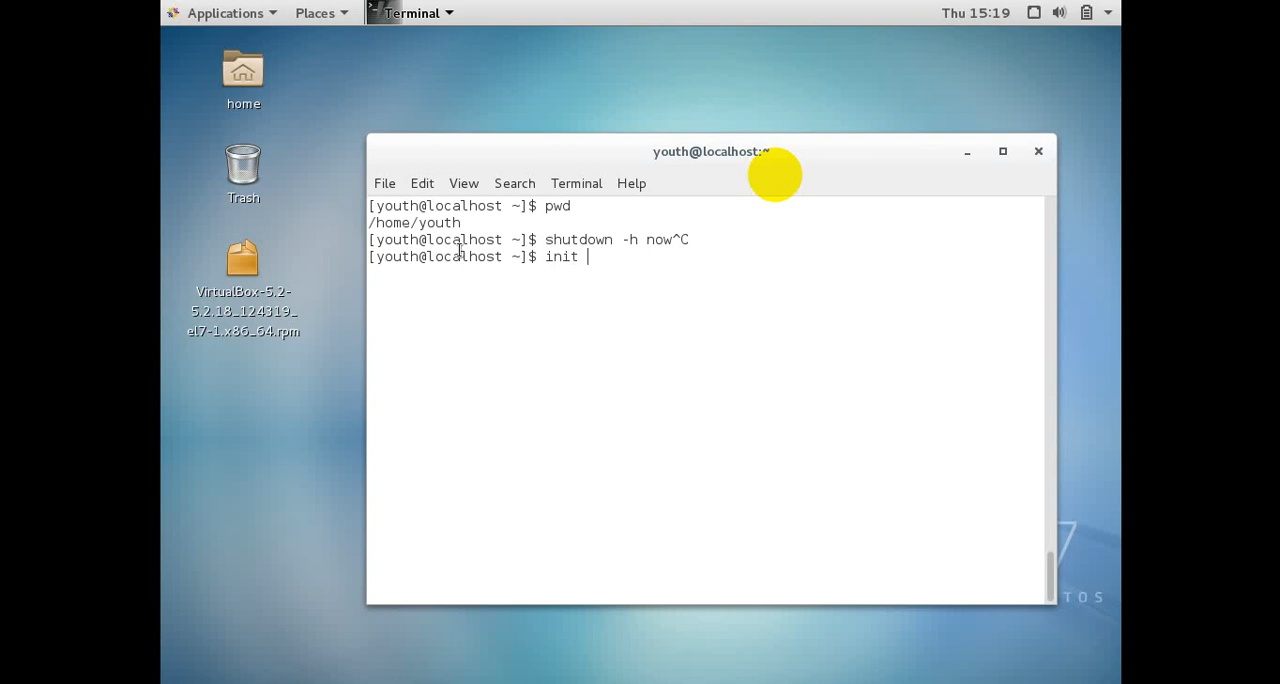 Applications Places Terminal Thu 15:19
home
Trash
VirtualBox-5.2-
5.2.18_124319_
el7-1.x86_64.rpm
youth@localhost:~
File Edit View Search Terminal Help
[youth@localhost ~]$ pwd
/home/youth
[youth@localhost ~]$ shutdown -h now^C
[youth@localhost ~]$ init
7
TOS